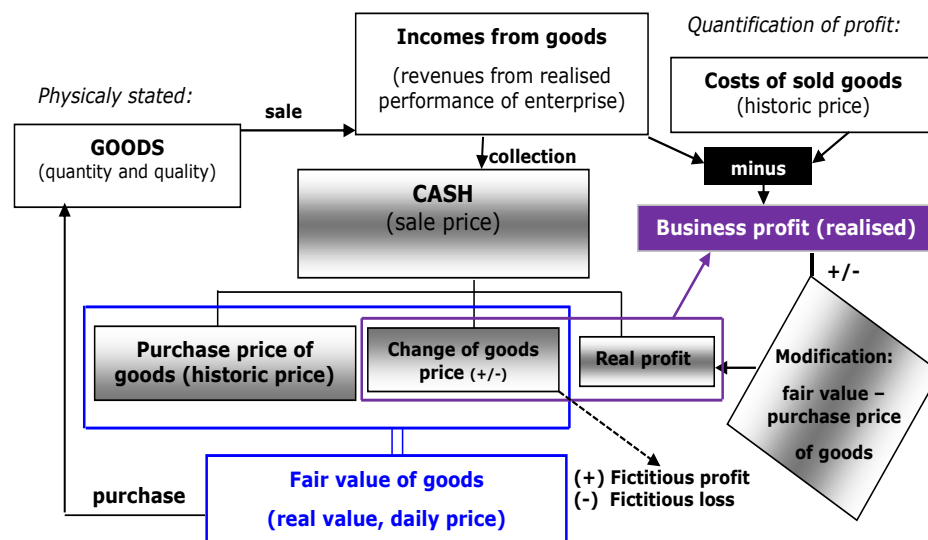 Quantification of profit:
Incomes from goods
(revenues from realised
performance of enterprise)
Costs of sold goods
(historic price)
Physicaly stated:
sale
GOODS
(quantity and quality)
collection
minus
CASH
(sale price)
Business profit (realised)
+/-
Purchase price of
goods (historic price)
Change of goods
price (+/-)
Real profit
Modification:
fair value –
purchase price
of goods
(+) Fictitious profit
(-) Fictitious loss
purchase
Fair value of goods
(real value, daily price)